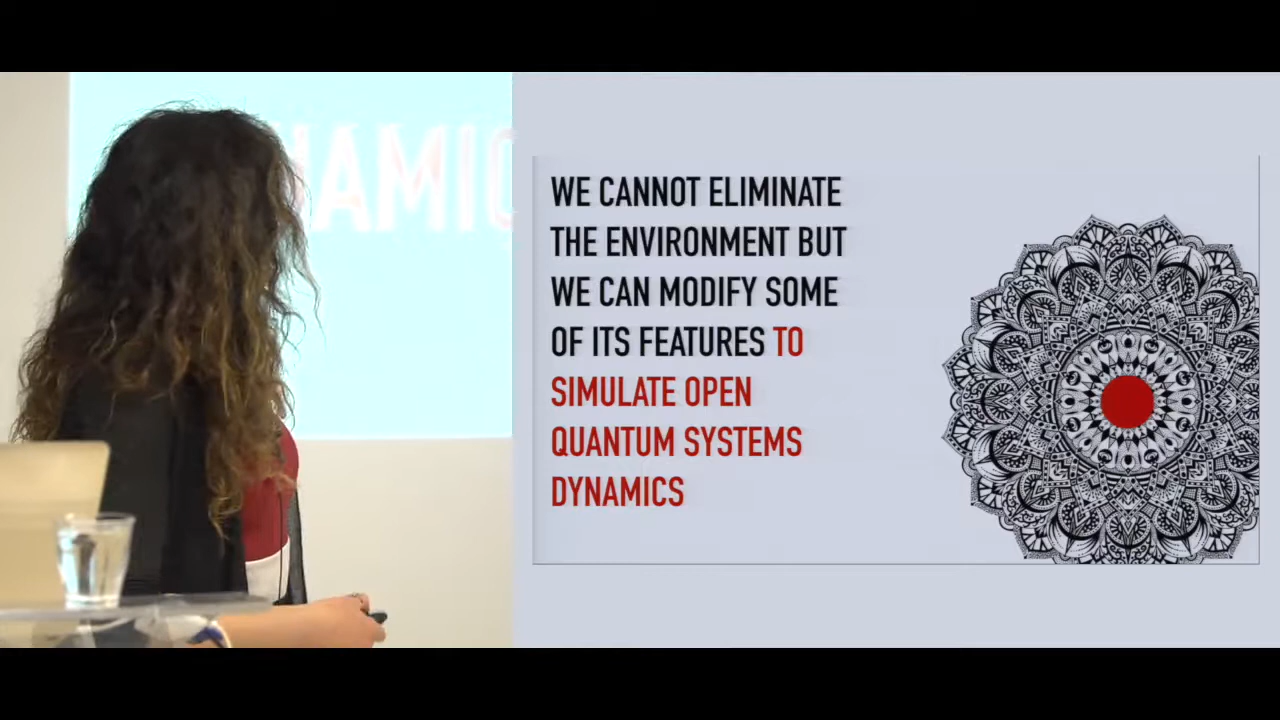 NAMIC
WE CANNOT ELIMINATE
THE ENVIRONMENT BUT
WE CAN MODIFY SOME
OF ITS FEATURES TO
SIMULATE OPEN
QUANTUM SYSTEMS
DYNAMICS